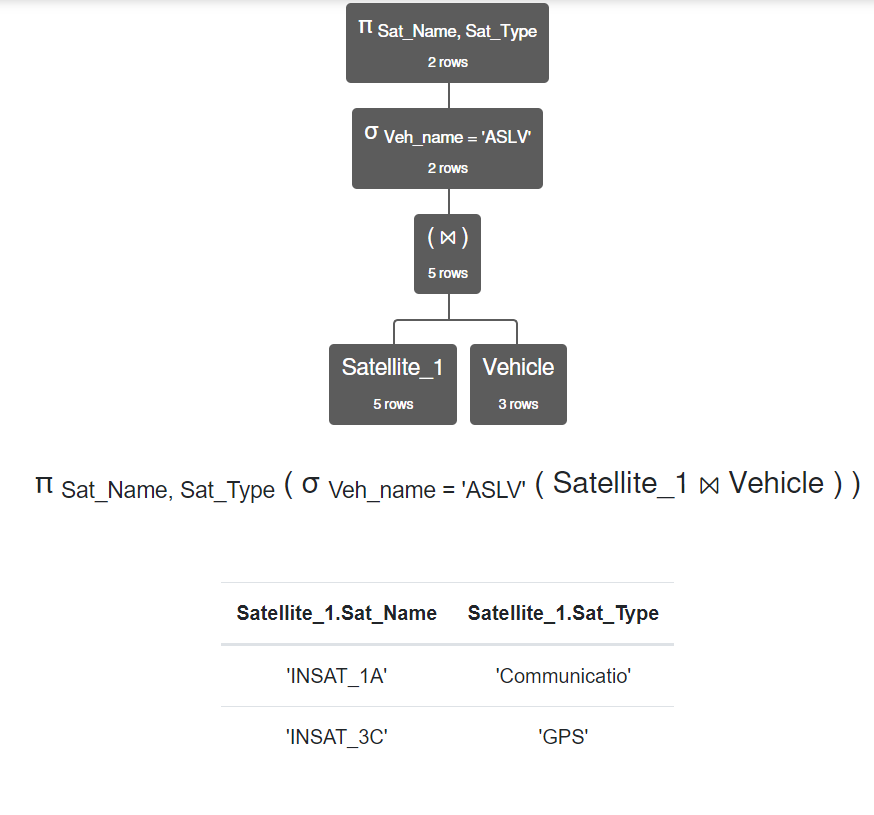 π Sat_Name, Sat_Type
2 rows
σ Veh_name = 'ASLV'
2 rows
( ⋈ )
5 rows
Satellite_1 Vehicle
5 rows 3 rows
π Sat_Name, Sat_Type ( σ Veh_name = 'ASLV' ( Satellite_1 ⋈ Vehicle ) )
Satellite_1.Sat_Name Satellite_1.Sat_Type
'INSAT_1A' 'Communicatio'
'INSAT_3C' 'GPS'